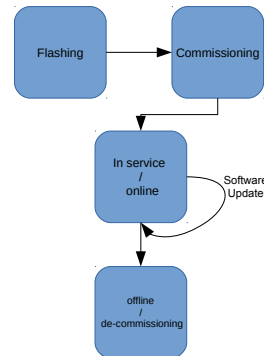 Flashing
Commissioning
In service
/
online
Software
Update
offline
/
de-commissioning